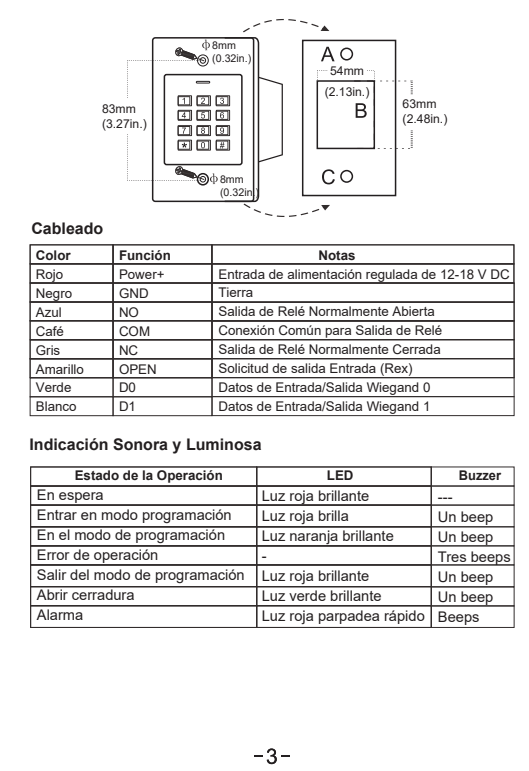 ϕ 8mm
(0.32in.)
A
54mm
(2.13in.)
B
83mm
(3.27in.)
63mm
(2.48in.)
1 2 3
4 5 6
7 8 9
* 0 #
ϕ 8mm
(0.32in.)
C
Cableado
Color Función Notas
Rojo Power+ Entrada de alimentación regulada de 12-18 V DC
Negro GND Tierra
Azul NO Salida de Relé Normalmente Abierta
Café COM Conexión Común para Salida de Relé
Gris NC Salida de Relé Normalmente Cerrada
Amarillo OPEN Solicitud de salida Entrada (Rex)
Verde D0 Datos de Entrada/Salida Wiegand 0
Blanco D1 Datos de Entrada/Salida Wiegand 1
Indicación Sonora y Luminosa
Estado de la Operación LED Buzzer
En espera Luz roja brillante ---
Entrar en modo programación Luz roja brilla Un beep
En el modo de programación Luz naranja brillante Un beep
Error de operación - Tres beeps
Salir del modo de programación Luz roja brillante Un beep
Abrir cerradura Luz verde brillante Un beep
Alarma Luz roja parpadea rápido Beeps
-3-